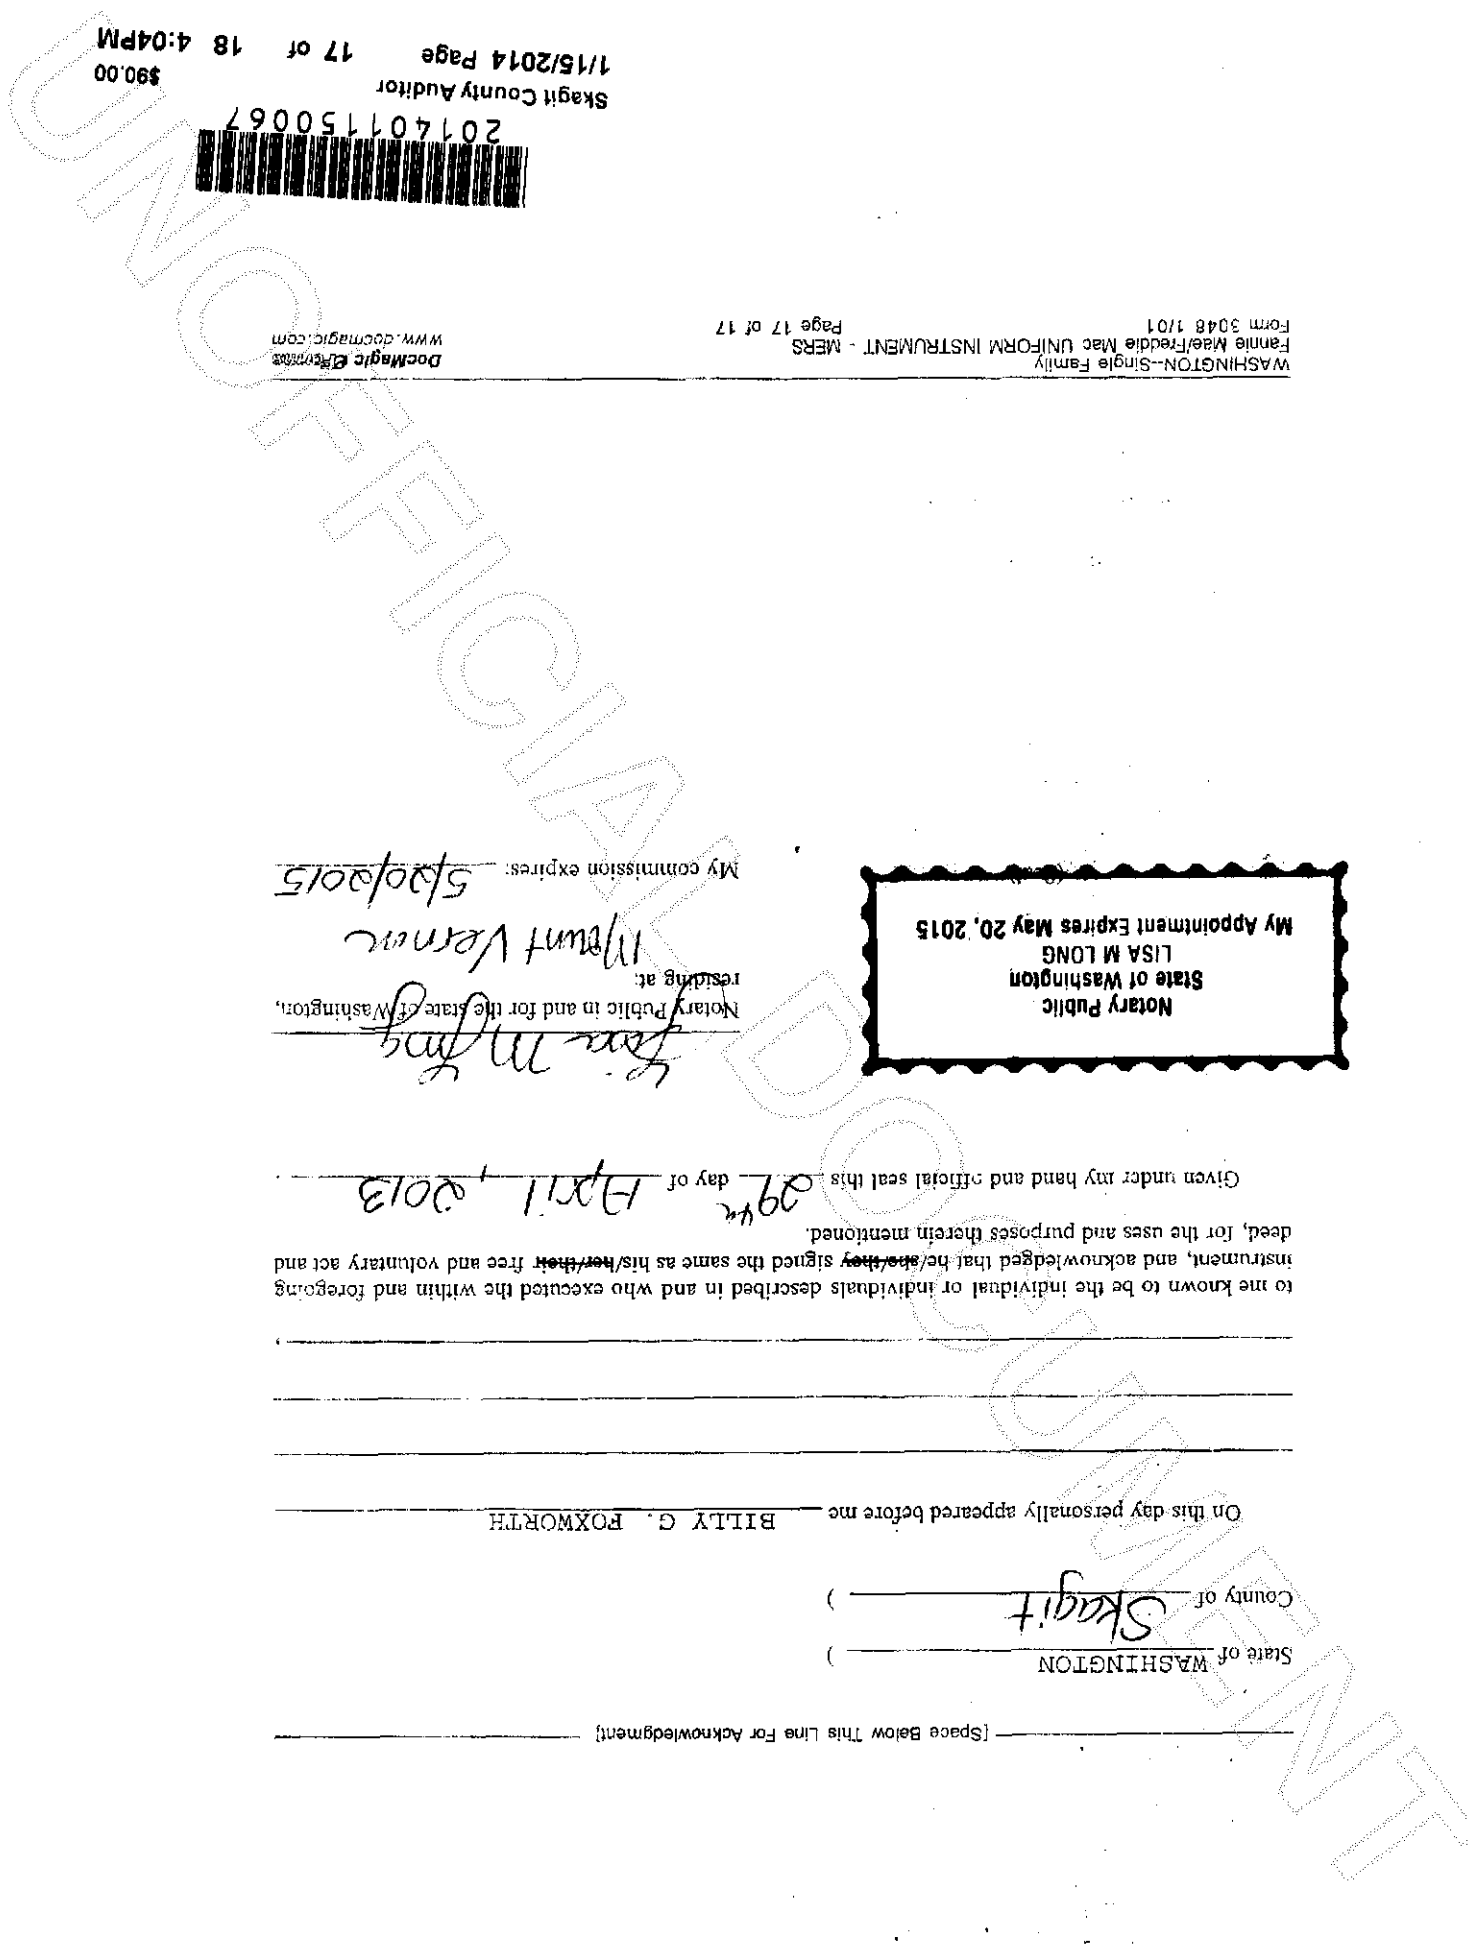 [Space Below This Line For Acknowledgment]
State of WASHINGTON )
County of Skagit )
On this day personally appeared before me BILLY G. FOXWORTH
,
to me known to be the individual or individuals described in and who executed the within and foregoing
instrument, and acknowledged that he/she/they signed the same as his/her/their free and voluntary act and
deed, for the uses and purposes therein mentioned.
Given under my hand and official seal this 29th day of April, 2013 .
Lisa M Long
Notary Public in and for the State of Washington,
residing at:
Mount Vernon
My commission expires: 5/20/2015
Notary Public
State of Washington
LISA M LONG
My Appointment Expires May 20, 2015
WASHINGTON--Single Family
Fannie Mae/Freddie Mac UNIFORM INSTRUMENT - MERS
Form 3048 1/01
Page 17 of 17
DocMagic
www.docmagic.com
201401150067
Skagit County Auditor $90.00
1/15/2014 Page 17 of 18 4:04PM
UNOFFICIAL DOCUMENT